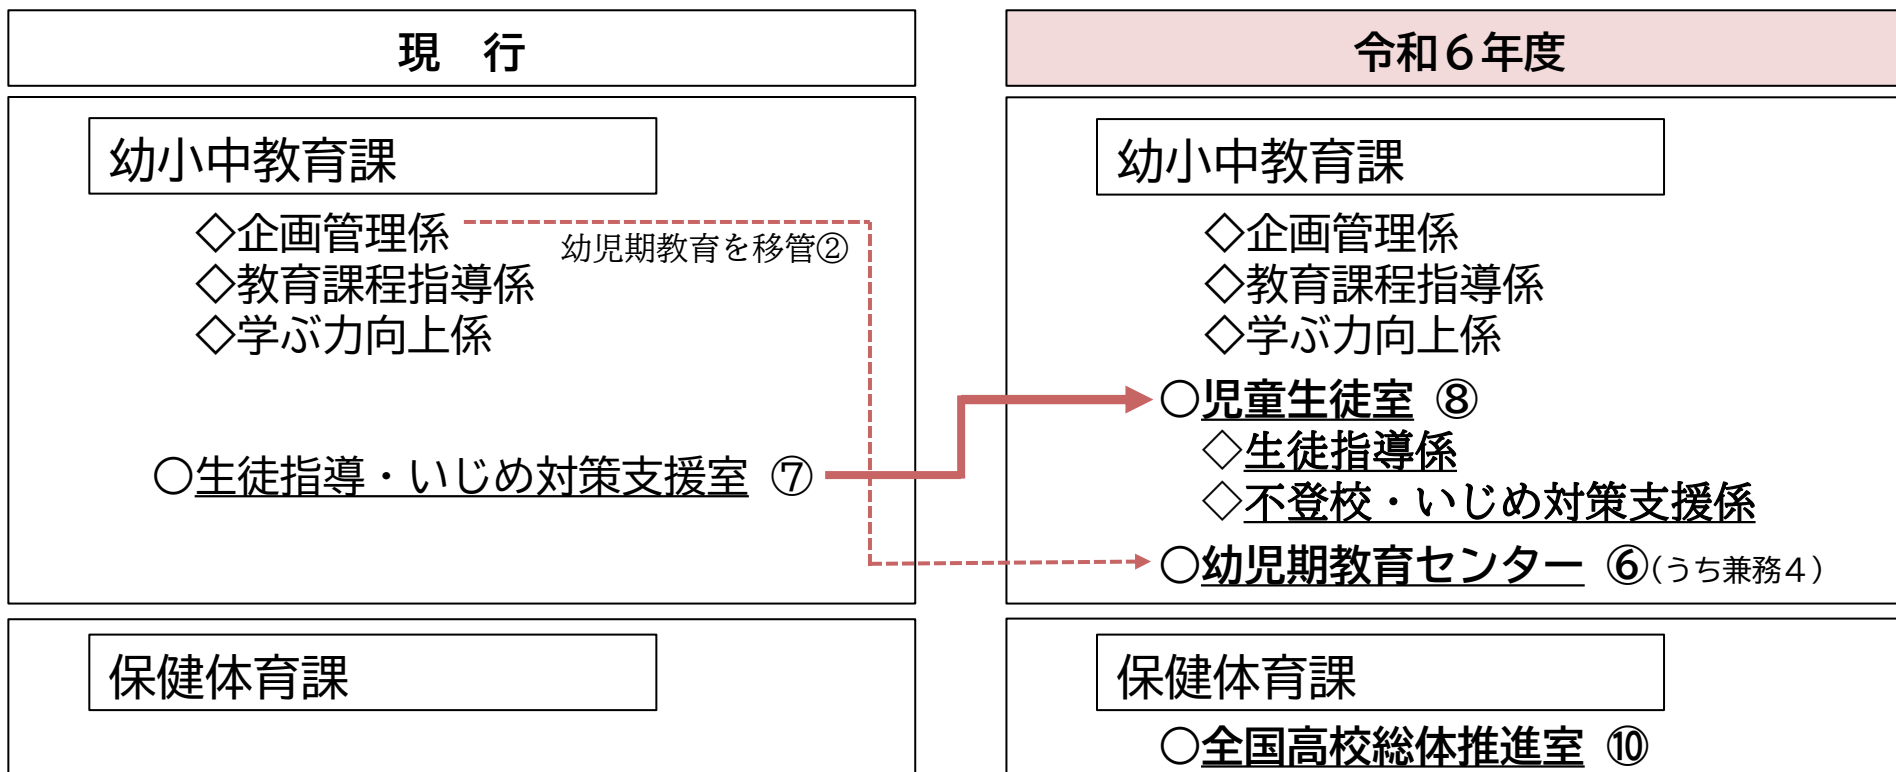 現　行
幼小中教育課
◇企画管理係
幼児期教育を移管②
◇教育課程指導係
◇学ぶ力向上係
○生徒指導・いじめ対策支援室 ⑦
保健体育課
令和６年度
幼小中教育課
◇企画管理係
◇教育課程指導係
◇学ぶ力向上係
○児童生徒室 ⑧
◇生徒指導係
◇不登校・いじめ対策支援係
○幼児期教育センター ⑥(うち兼務４)
保健体育課
○全国高校総体推進室 ⑩